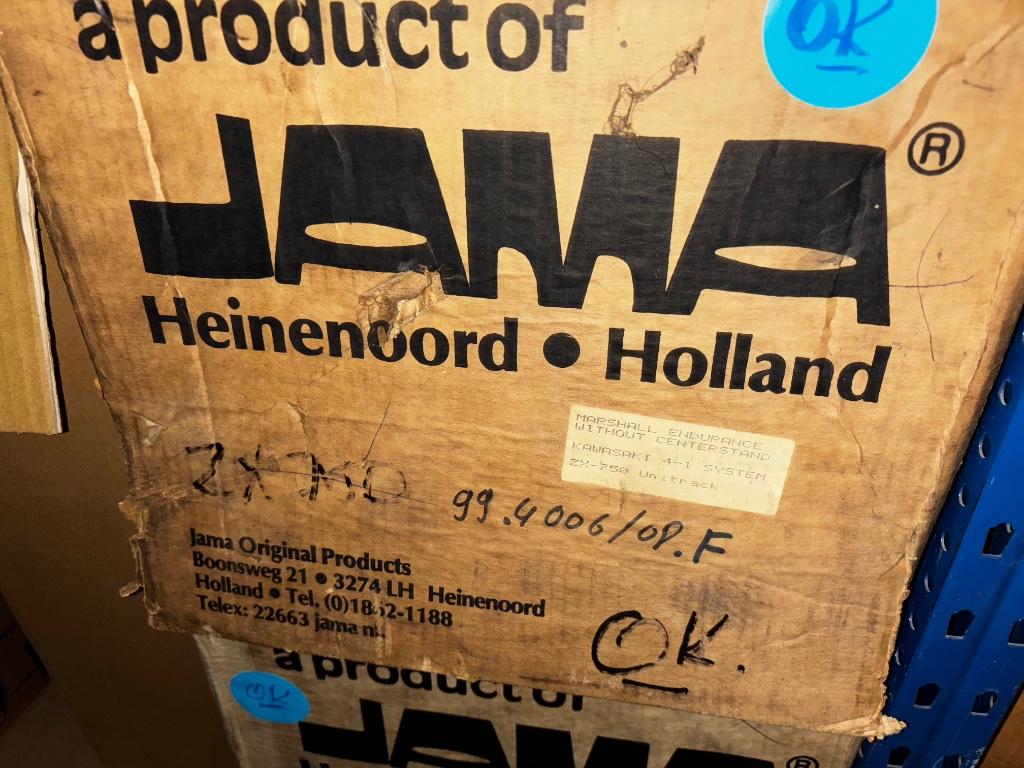 a product of
OK
JAMA®
Heinenoord • Holland
MARSHALL ENDURANCE
WITHOUT CENTERSTAND
KAWASAKI 4-1 SYSTEM
ZX-750 Unitrack
99.4006/OP.F
Jama Original Products
Boonsweg 21 • 3274 LH Heinenoord
Holland • Tel. (0)1862-1188
Telex: 22663 jama nl.
OK.
a product of
OK
JAMA®